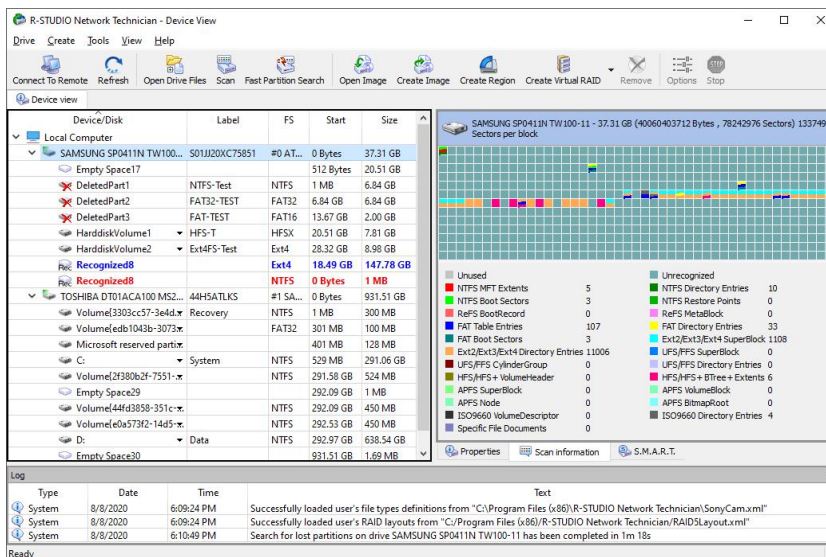 R-STUDIO Network Technician - Device View
Drive Create Tools View Help
Connect To Remote Refresh Open Drive Files Scan Fast Partition Search Open Image Create Image Create Region Create Virtual RAID Remove Options Stop
Device view
Device/Disk Label FS Start Size
Local Computer
SAMSUNG SP0411N TW100... S01JJ20XC75851 #0 AT... 0 Bytes 37.31 GB
Empty Space17 512 Bytes 20.51 GB
DeletedPart1 NTFS-Test NTFS 1 MB 6.84 GB
DeletedPart2 FAT32-TEST FAT32 6.84 GB 6.84 GB
DeletedPart3 FAT-TEST FAT16 13.67 GB 2.00 GB
HarddiskVolume1 HFS-T HFSX 20.51 GB 7.81 GB
HarddiskVolume2 Ext4FS-Test Ext4 28.32 GB 8.98 GB
Rec Recognized8 Ext4 18.49 GB 147.78 GB
Rec Recognized8 NTFS 0 Bytes 1 MB
TOSHIBA DT01ACA100 MS2... 44H5ATLKS #1 SA... 0 Bytes 931.51 GB
Volume{3303cc57-3e4d. Recovery NTFS 1 MB 300 MB
Volume{edb1043b-3073 FAT32 301 MB 100 MB
Microsoft reserved parti 401 MB 128 MB
C: System NTFS 529 MB 291.06 GB
Volume{2f380b2f-7551- NTFS 291.58 GB 524 MB
Empty Space29 292.09 GB 1 MB
Volume{44fd3858-351c- NTFS 292.09 GB 450 MB
Volume{e0a573f2-14d5- NTFS 292.53 GB 450 MB
D: Data NTFS 292.97 GB 638.54 GB
Empty Space30 931.51 GB 1.69 MB
SAMSUNG SP0411N TW100-11 - 37.31 GB (40060403712 Bytes , 78242976 Sectors) 133749
Sectors per block
Unused Unrecognized
NTFS MFT Extents 5 NTFS Directory Entries 10
NTFS Boot Sectors 3 NTFS Restore Points 0
ReFS BootRecord 0 ReFS MetaBlock 0
FAT Table Entries 107 FAT Directory Entries 33
FAT Boot Sectors 3 Ext2/Ext3/Ext4 SuperBlock 1108
Ext2/Ext3/Ext4 Directory Entries 11006 UFS/FFS SuperBlock 0
UFS/FFS CylinderGroup 0 UFS/FFS Directory Entries 0
HFS/HFS+ VolumeHeader 0 HFS/HFS+ BTree+ Extents 6
APFS SuperBlock 0 APFS VolumeBlock 0
APFS Node 0 APFS BitmapRoot 0
ISO9660 VolumeDescriptor 0 ISO9660 Directory Entries 4
Specific File Documents 0
Properties Scan information S.M.A.R.T.
Log
Type Date Time Text
System 8/8/2020 6:09:24 PM Successfully loaded user's file types definitions from "C:\Program Files (x86)\R-STUDIO Network Technician\SonyCam.xml"
System 8/8/2020 6:09:24 PM Successfully loaded user's RAID layouts from "C:/Program Files (x86)/R-STUDIO Network Technician/RAID5Layout.xml"
System 8/8/2020 6:10:49 PM Search for lost partitions on drive SAMSUNG SP0411N TW100-11 has been completed in 1m 18s
Ready